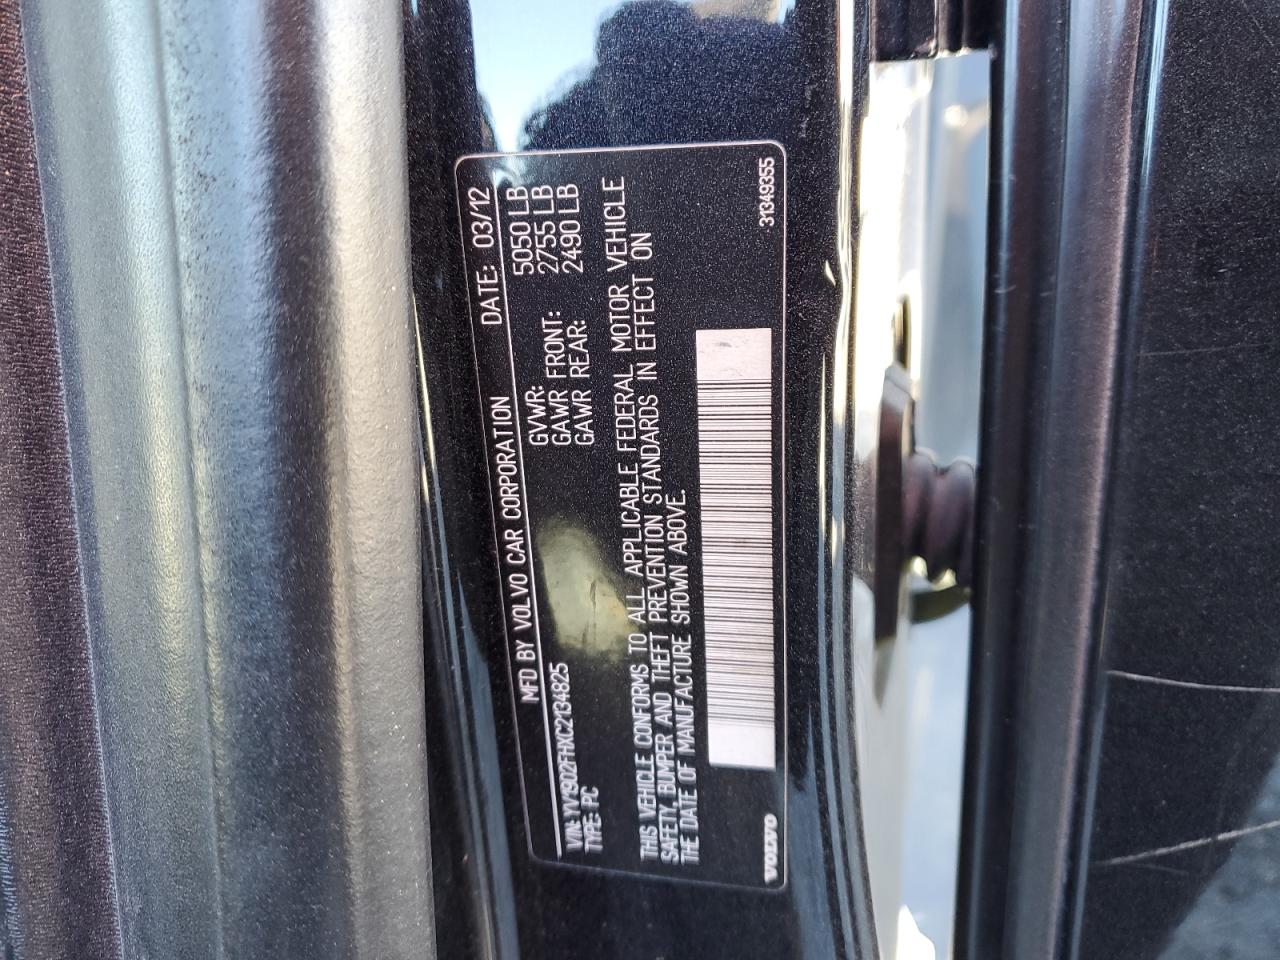 MFD BY VOLVO CAR CORPORATION DATE: 03/12
GVWR: 5050 LB
GAWR FRONT: 2755 LB
GAWR REAR: 2490 LB
VIN: YV1902FHXC2134825
TYPE: PC
THIS VEHICLE CONFORMS TO ALL APPLICABLE FEDERAL MOTOR VEHICLE
SAFETY, BUMPER AND THEFT PREVENTION STANDARDS IN EFFECT ON
THE DATE OF MANUFACTURE SHOWN ABOVE.
VOLVO 31349355